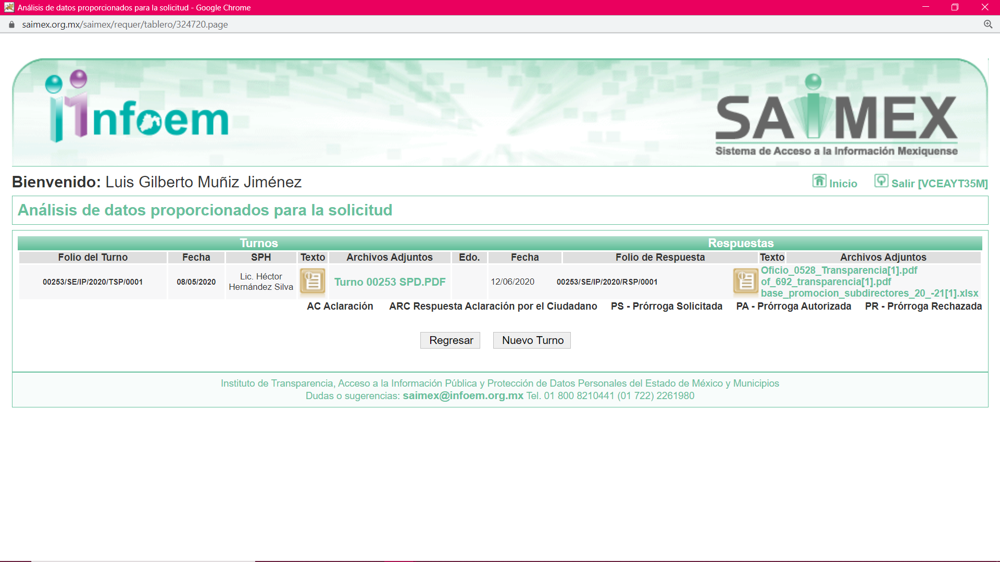 Análisis de datos proporcionados para la solicitud - Google Chrome
saimex.org.mx/saimex/requer/tablero/324720.page
infoem
SAIMEX
Sistema de Acceso a la Información Mexiquense
Bienvenido: Luis Gilberto Muñiz Jiménez
Inicio
Salir [VCEAYT35M]
Análisis de datos proporcionados para la solicitud
Turnos Respuestas
Folio del Turno Fecha SPH Texto Archivos Adjuntos Edo. Fecha Folio de Respuesta Texto Archivos Adjuntos
00253/SE/IP/2020/TSP/0001 08/05/2020 Lic. Héctor
Hernández Silva
Turno 00253 SPD.PDF
12/06/2020 00253/SE/IP/2020/RSP/0001
Oficio_0528_Transparencia[1].pdf
of_692_transparencia[1].pdf
base_promocion_subdirectores_20_-21[1].xlsx
AC Aclaración ARC Respuesta Aclaración por el Ciudadano PS - Prórroga Solicitada PA - Prórroga Autorizada PR - Prórroga Rechazada
Regresar Nuevo Turno
Instituto de Transparencia, Acceso a la Información Pública y Protección de Datos Personales del Estado de México y Municipios
Dudas o sugerencias: saimex@infoem.org.mx Tel. 01 800 8210441 (01 722) 2261980